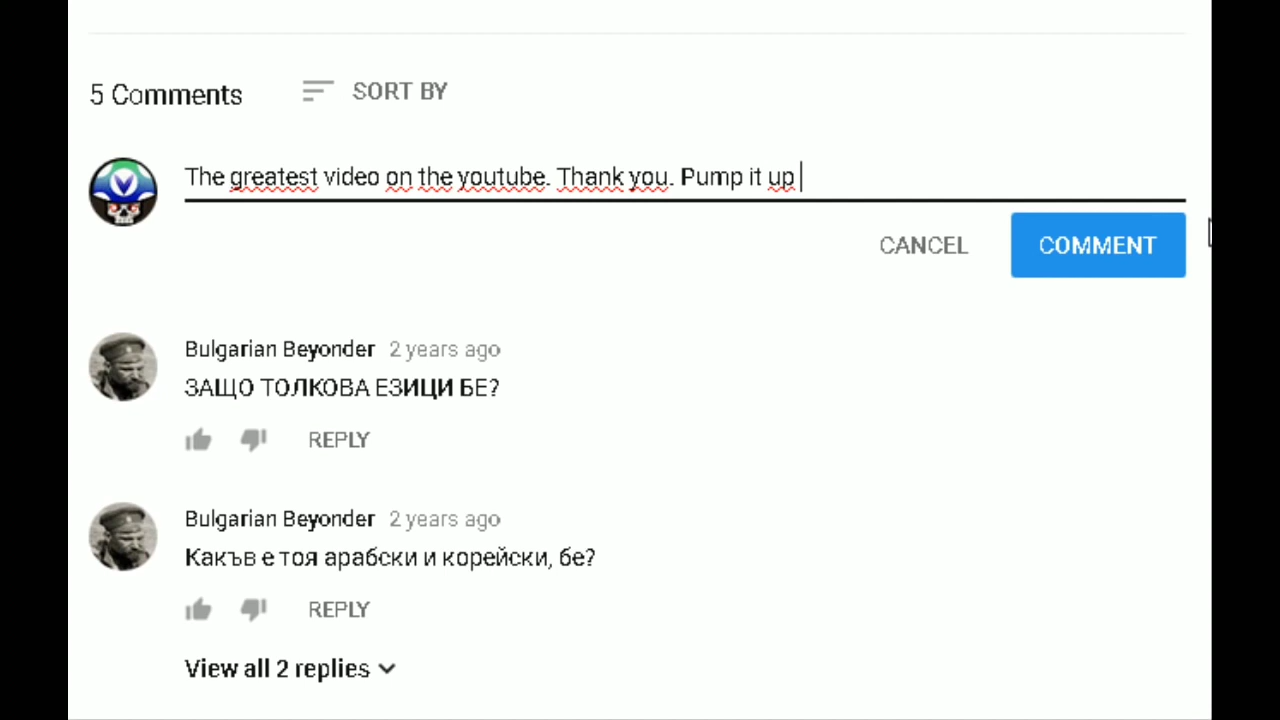 5 Comments SORT BY
The greatest video on the youtube. Thank you. Pump it up
CANCEL COMMENT
Bulgarian Beyonder 2 years ago
ЗАЩО ТОЛКОВА ЕЗИЦИ БЕ?
REPLY
Bulgarian Beyonder 2 years ago
Какъв е тоя арабски и корейски, бе?
REPLY
View all 2 replies